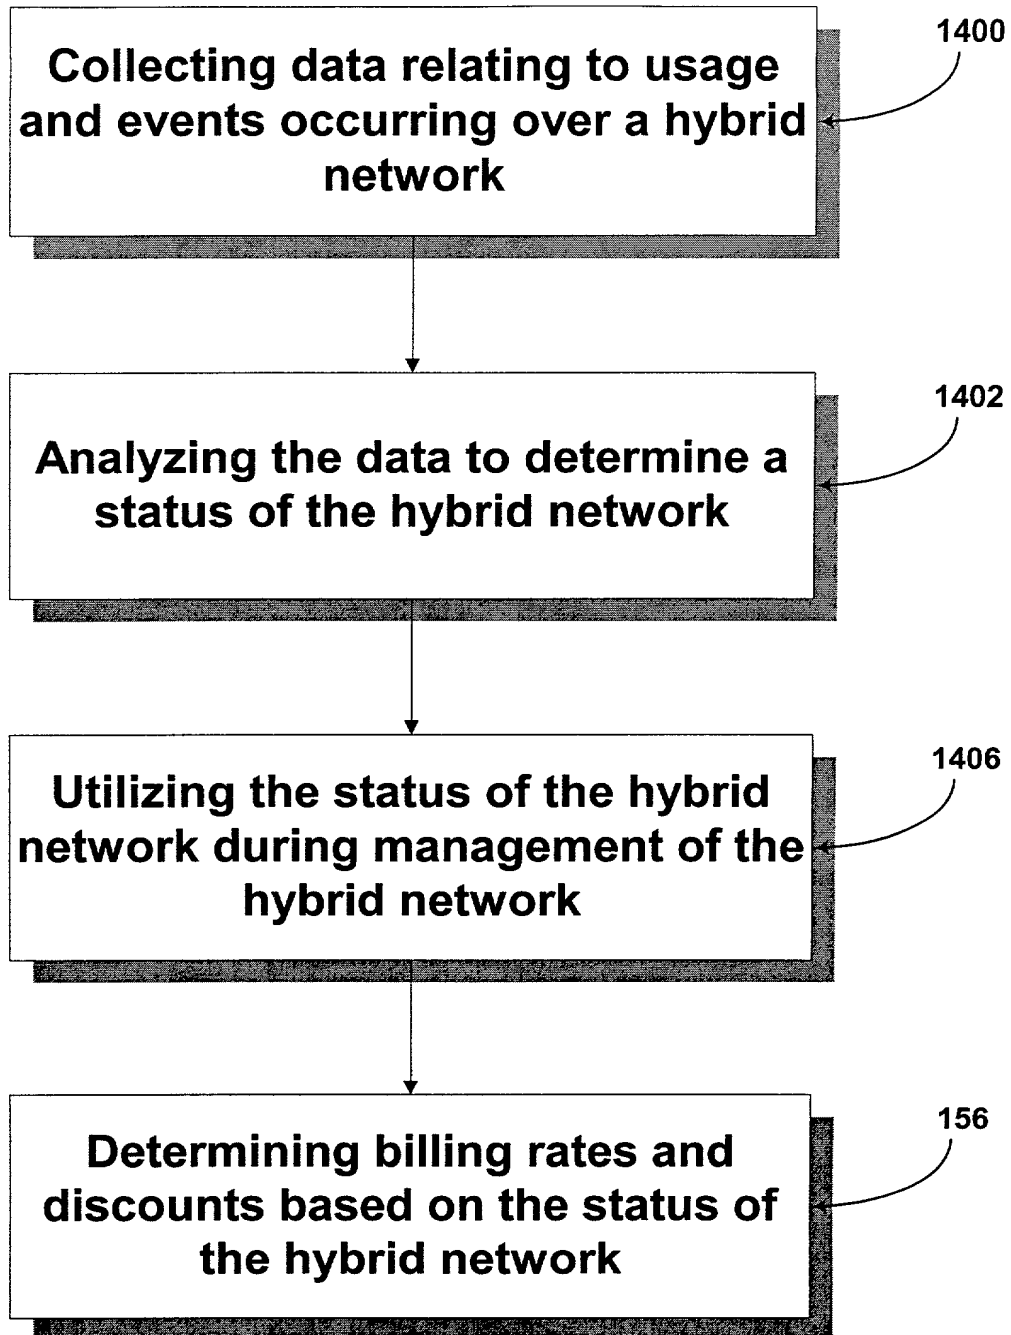 Collecting data relating to usage
and events occurring over a hybrid
network
1400
Analyzing the data to determine a
status of the hybrid network
1402
Utilizing the status of the hybrid
network during management of the
hybrid network
1406
Determining billing rates and
discounts based on the status of
the hybrid network
156